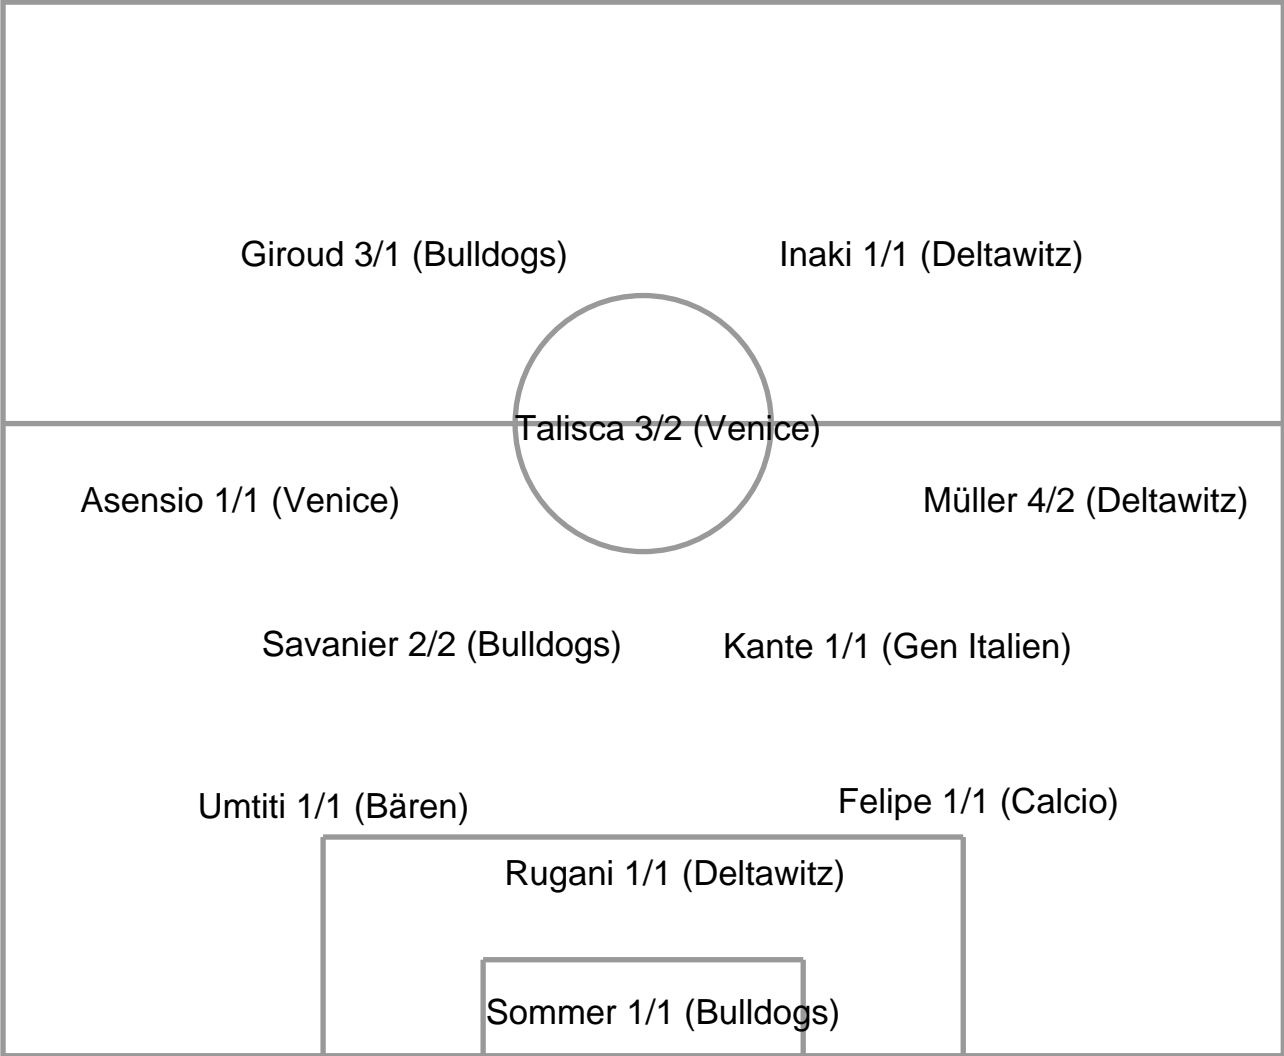 Giroud 3/1 (Bulldogs)
Inaki 1/1 (Deltawitz)
Talisca 3/2 (Venice)
Asensio 1/1 (Venice)
Müller 4/2 (Deltawitz)
Savanier 2/2 (Bulldogs)
Kante 1/1 (Gen Italien)
Umtiti 1/1 (Bären)
Felipe 1/1 (Calcio)
Rugani 1/1 (Deltawitz)
Sommer 1/1 (Bulldogs)